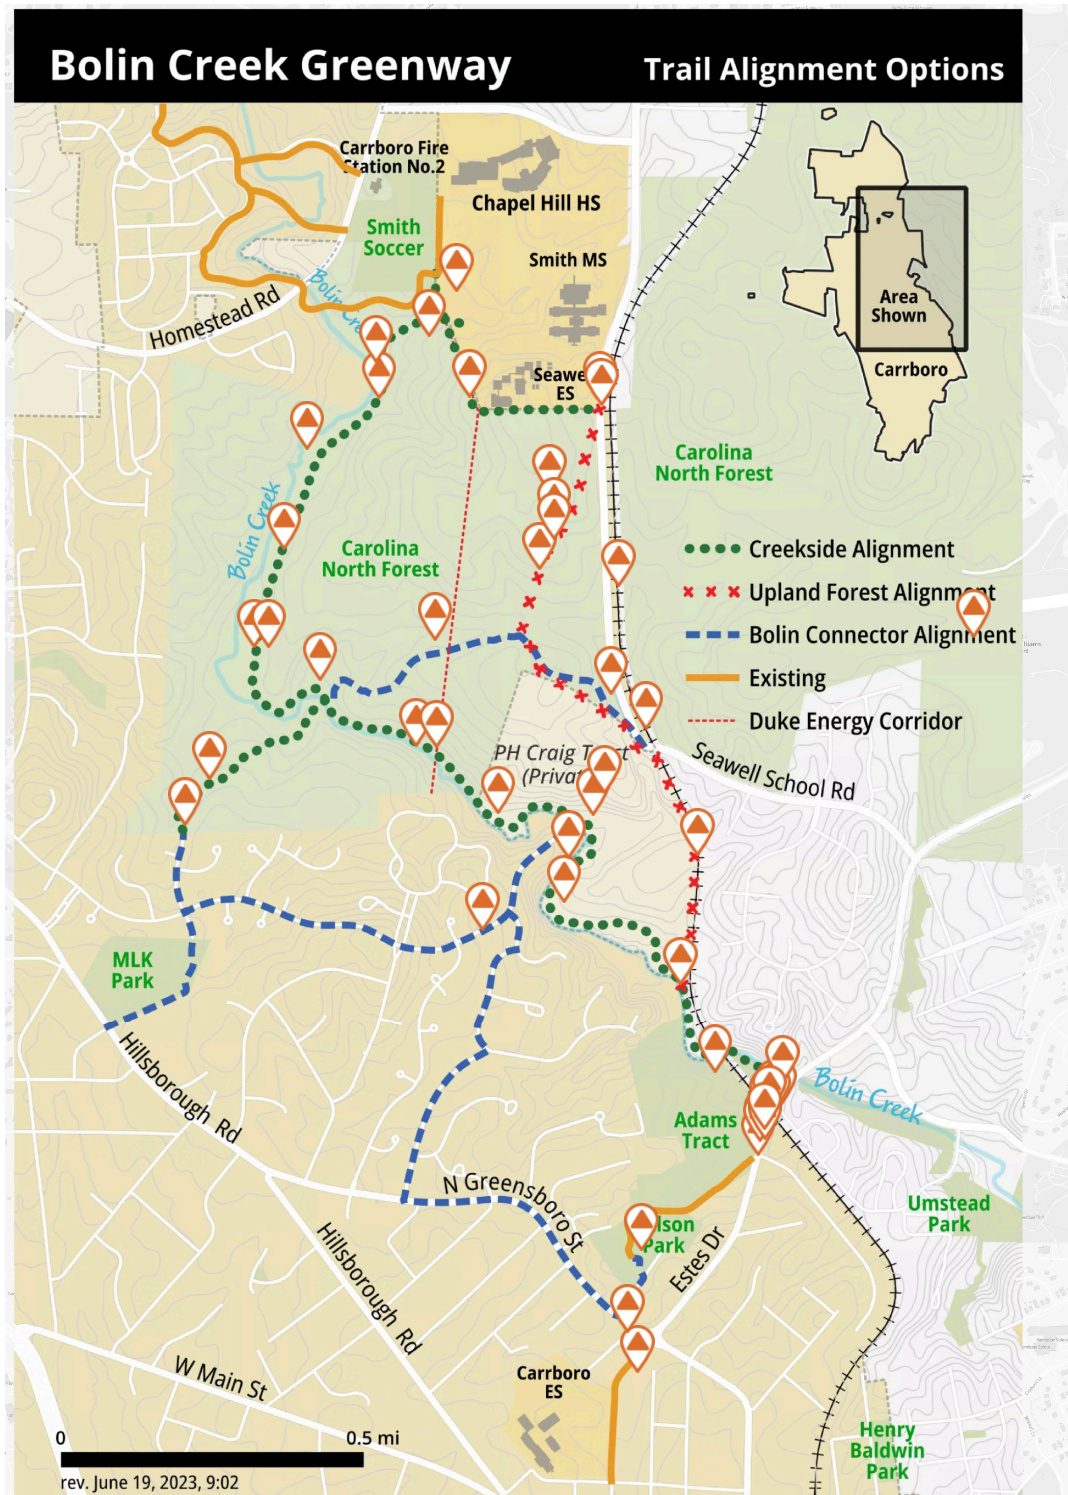 Bolin Creek Greenway
Trail Alignment Options
Carrboro Fire
Station No.2
Chapel Hill HS
Smith
Soccer
Smith MS
Bolin
Homestead Rd
Area
Shown
Carrboro
ES
Carolina
North Forest
Bolin Creek
Carolina
North Forest
Creekside Alignment
Upland Forest Alignment
Bolin Connector Alignment
Existing
Duke Energy Corridor
PH Craig Tract
Seawell School Rd
MLK
Park
Hillsborough Rd
Bolin Creek
Adams
Tract
N Greensboro St
Umstead
Park
Park
Estes Dr
Hillsborough Rd
W Main St
Carrboro
ES
Henry
Baldwin
Park
0
0.5 mi
rev. June 19, 2023, 9:02